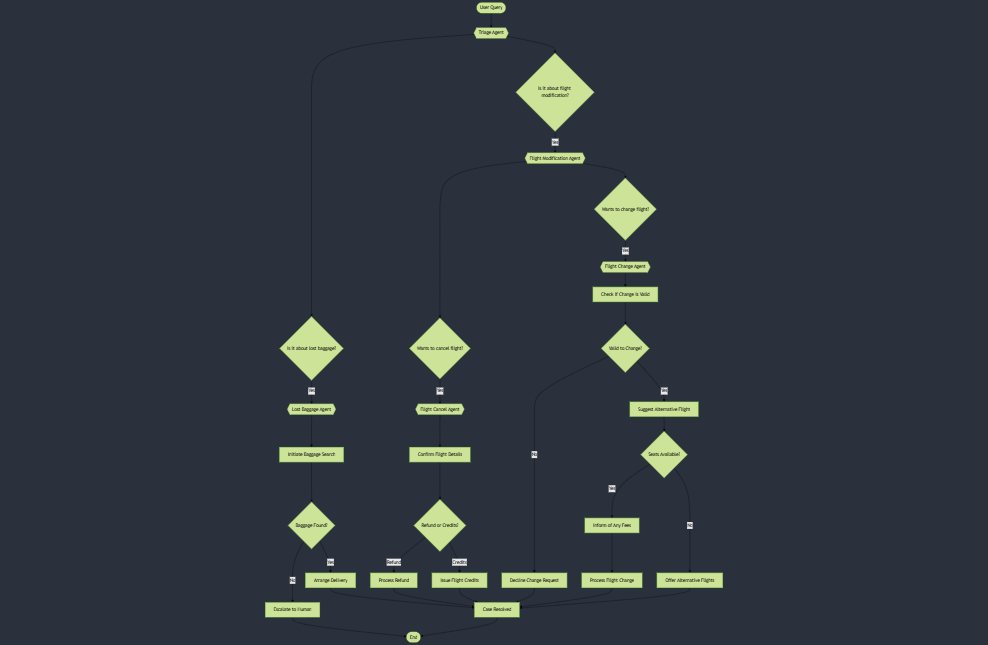 User Query
Triage Agent
Is it about flight
modification?
Yes
Flight Modification Agent
Wants to change flight?
Yes
Flight Change Agent
Check if Change is Valid
Is it about lost baggage?
Wants to cancel flight?
Valid to Change?
Yes
Yes
Yes
Lost Baggage Agent
Flight Cancel Agent
Suggest Alternative Flight
Initiate Baggage Search
Confirm Flight Details
No
Seats Available?
Yes
Baggage Found?
Refund or Credits?
Inform of Any Fees
No
Yes
Refund
Credits
No
Arrange Delivery
Process Refund
Issue Flight Credits
Decline Change Request
Process Flight Change
Offer Alternative Flights
Escalate to Human
Case Resolved
End